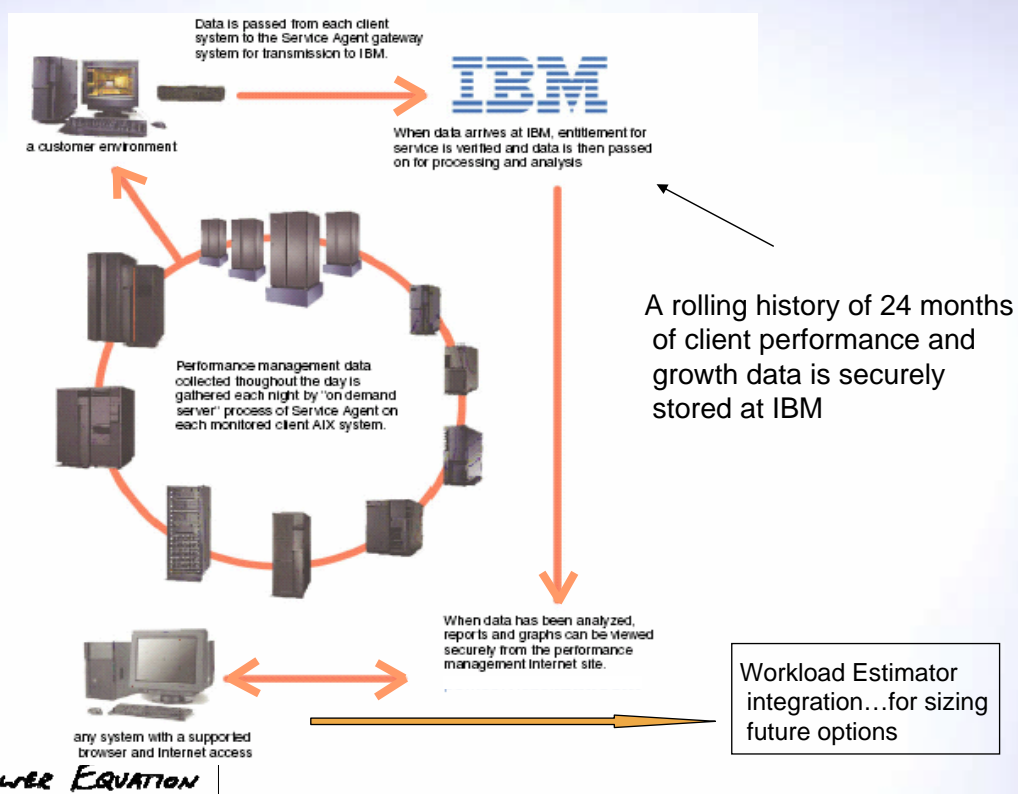 Data is passed from each client
system to the Service Agent gateway
system for transmission to IBM.
IBM
a customer environment
When data arrives at IBM, entitlement for
service is verified and data is then passed
on for processing and analysis
A rolling history of 24 months
of client performance and
growth data is securely
stored at IBM
Performance management data
collected thoughout the day is
gathered each night by "on demand
server" process of Service Agent on
each monitored client AIX system.
When data has been analyzed,
reports and graphs can be viewed
securely from the performance
management Internet site.
Workload Estimator
integration…for sizing
future options
any system with a supported
browser and Internet access
EQUATION